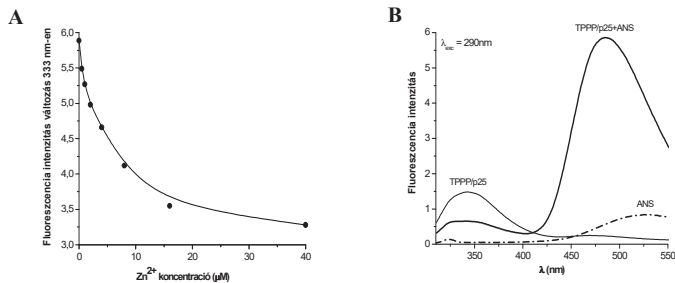 A
Fluoreszcencia intenzitás változás 333 nm-en
6,0
5,5
5,0
4,5
4,0
3,5
3,0
0
10
20
30
40
Zn2+ koncentráció (µM)
B
Fluoreszcencia intenzitás
6
5
4
3
2
1
0
λexc = 290nm
TPPP/p25+ANS
TPPP/p25
ANS
350
400
450
500
550
λ (nm)